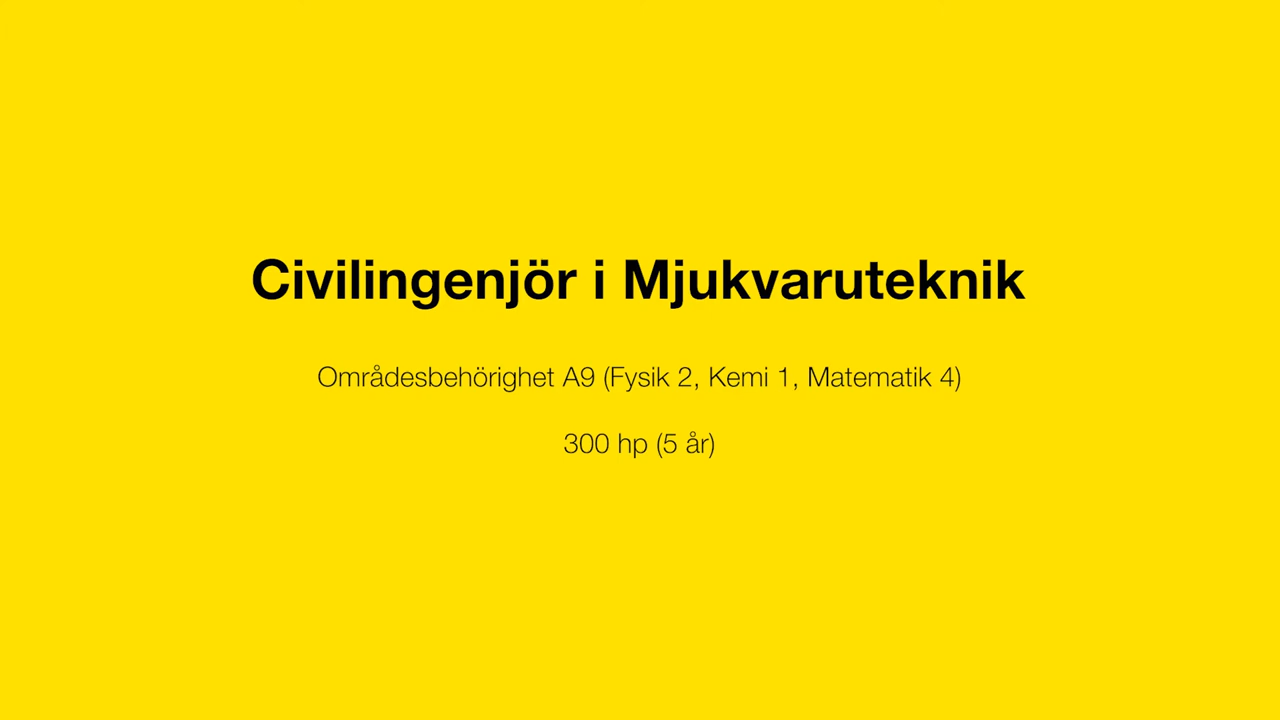 Civilingenjör i Mjukvaruteknik
Områdesbehörighet A9 (Fysik 2, Kemi 1, Matematik 4)
300 hp (5 år)